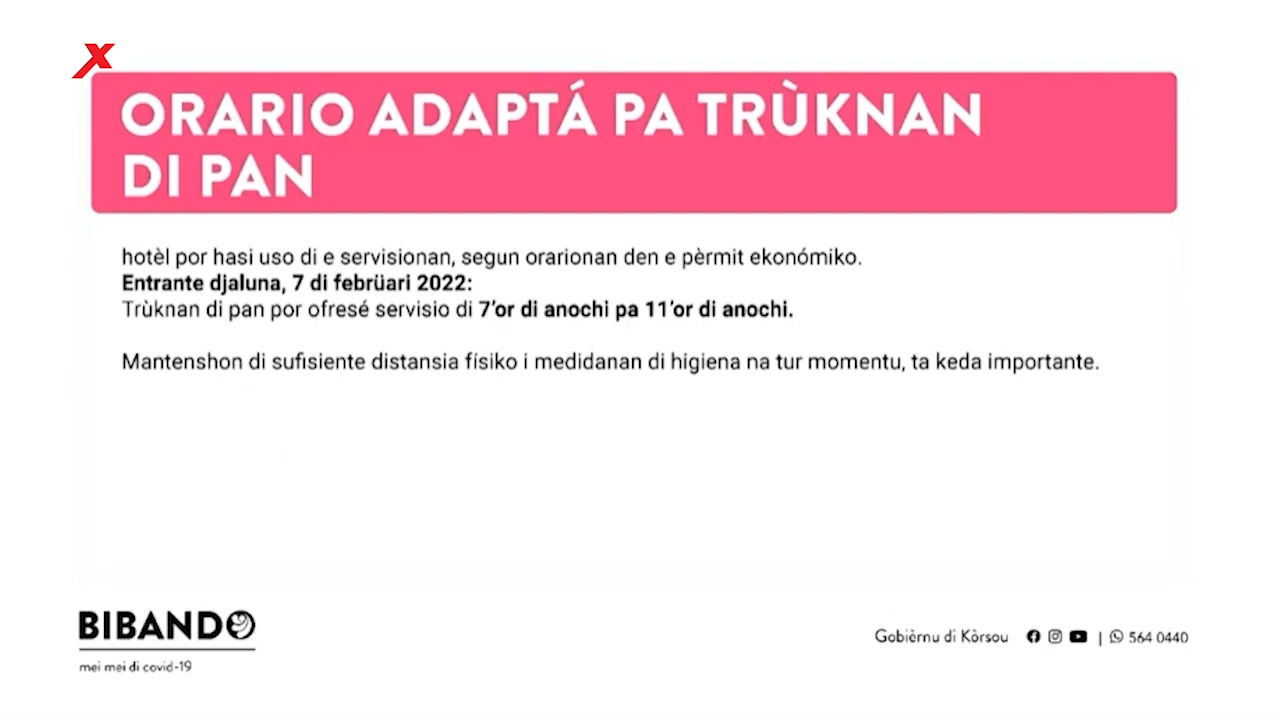 X
ORARIO ADAPTÁ PA TRÙKNAN
DI PAN
hotèl por hasi uso di e servisionan, segun orarionan den e pèrmit ekonómiko.
Entrante djaluna, 7 di febrüari 2022:
Trùknan di pan por ofresé servisio di 7’or di anochi pa 11’or di anochi.
Mantenshon di sufisiente distansia físiko i medidanan di higiena na tur momentu, ta keda importante.
BIBANDO
mei mei di covid-19
Gobièrnu di Kòrsou | 564 0440